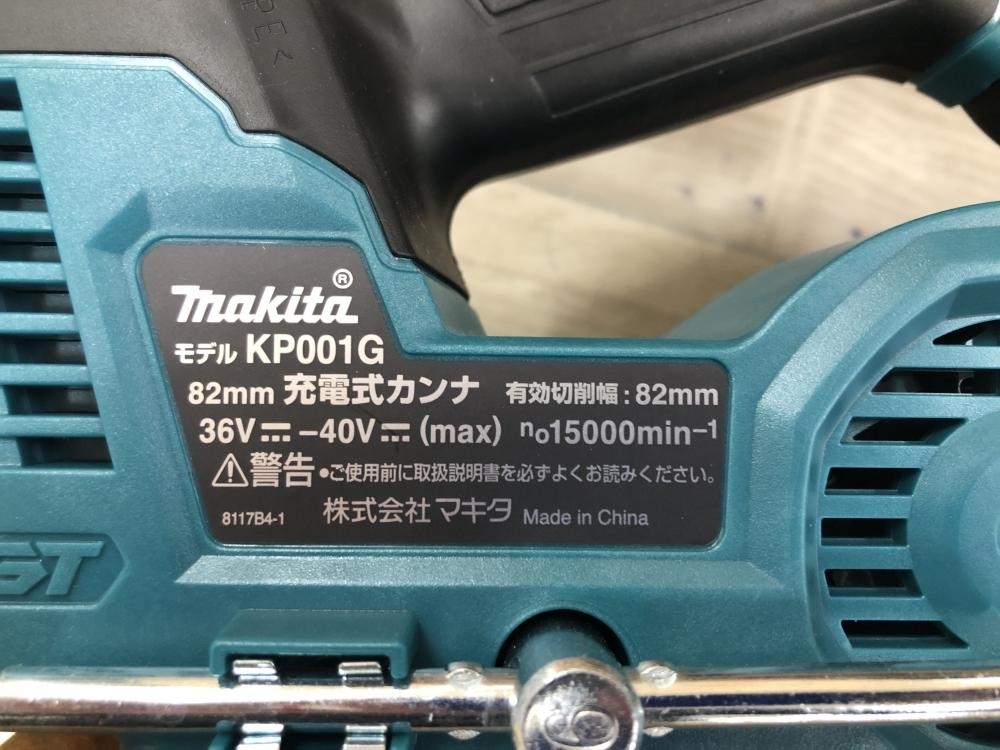 PE<
makita®
モデル KP001G
82mm 充電式カンナ 有効切削幅：82mm
36V⎓-40V⎓(max) n₀15000min⁻¹
⚠警告 ●ご使用前に取扱説明書を必ずよくお読みください。
8117B4-1 株式会社 マキタ Made in China
ST
6